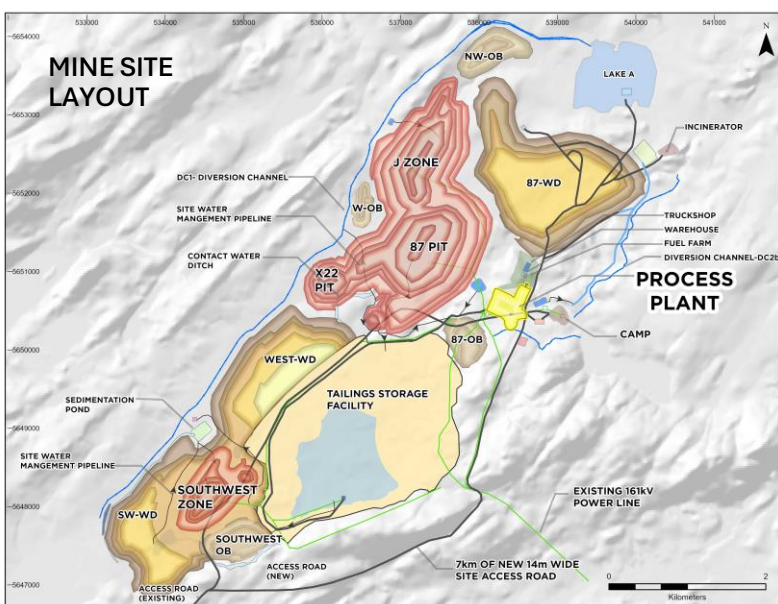 533000
534000
535000
536000
537000
538000
539000
540000
541000
5654000
5653000
5652000
5651000
5650000
5649000
5648000
5647000
MINE SITE
LAYOUT
N
NW-OB
LAKE A
INCINERATOR
J ZONE
87-WD
DC1- DIVERSION CHANNEL
W-OB
SITE WATER
MANGEMENT PIPELINE
CONTACT WATER
DITCH
X22
PIT
87 PIT
TRUCKSHOP
WAREHOUSE
FUEL FARM
DIVERSION CHANNEL-DC2b
PROCESS
PLANT
87-OB
CAMP
WEST-WD
TAILINGS STORAGE
FACILITY
SEDIMENTATION
POND
SITE WATER
MANGEMENT PIPELINE
SOUTHWEST
ZONE
SW-WD
SOUTHWEST
OB
EXISTING 161kV
POWER LINE
ACCESS ROAD
(EXISTING)
ACCESS ROAD
(NEW)
7km OF NEW 14m WIDE
SITE ACCESS ROAD
0
2
Kilometers